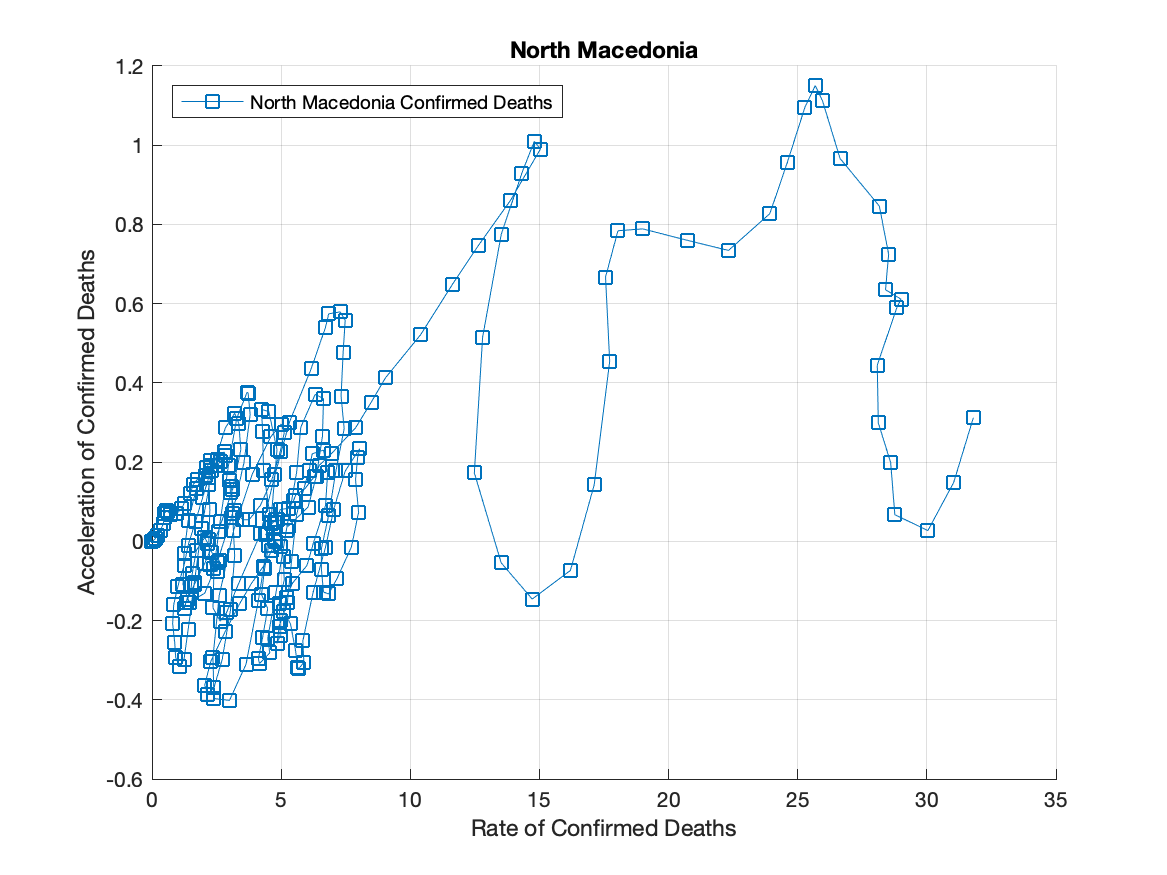 North Macedonia
1.2
North Macedonia Confirmed Deaths
1
0.8
0.6
0.4
0.2
0
-0.2
-0.4
-0.6
Acceleration of Confirmed Deaths
0 5 10 15 20 25 30 35
Rate of Confirmed Deaths